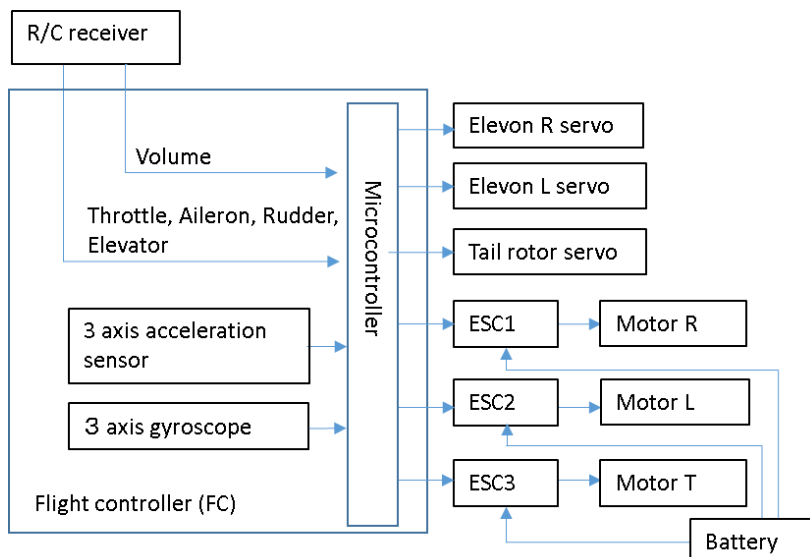 R/C receiver
Volume
Throttle, Aileron, Rudder,
Elevator
3 axis acceleration
sensor
３ axis gyroscope
Flight controller (FC)
Microcontroller
Elevon R servo
Elevon L servo
Tail rotor servo
ESC1
Motor R
ESC2
Motor L
ESC3
Motor T
Battery